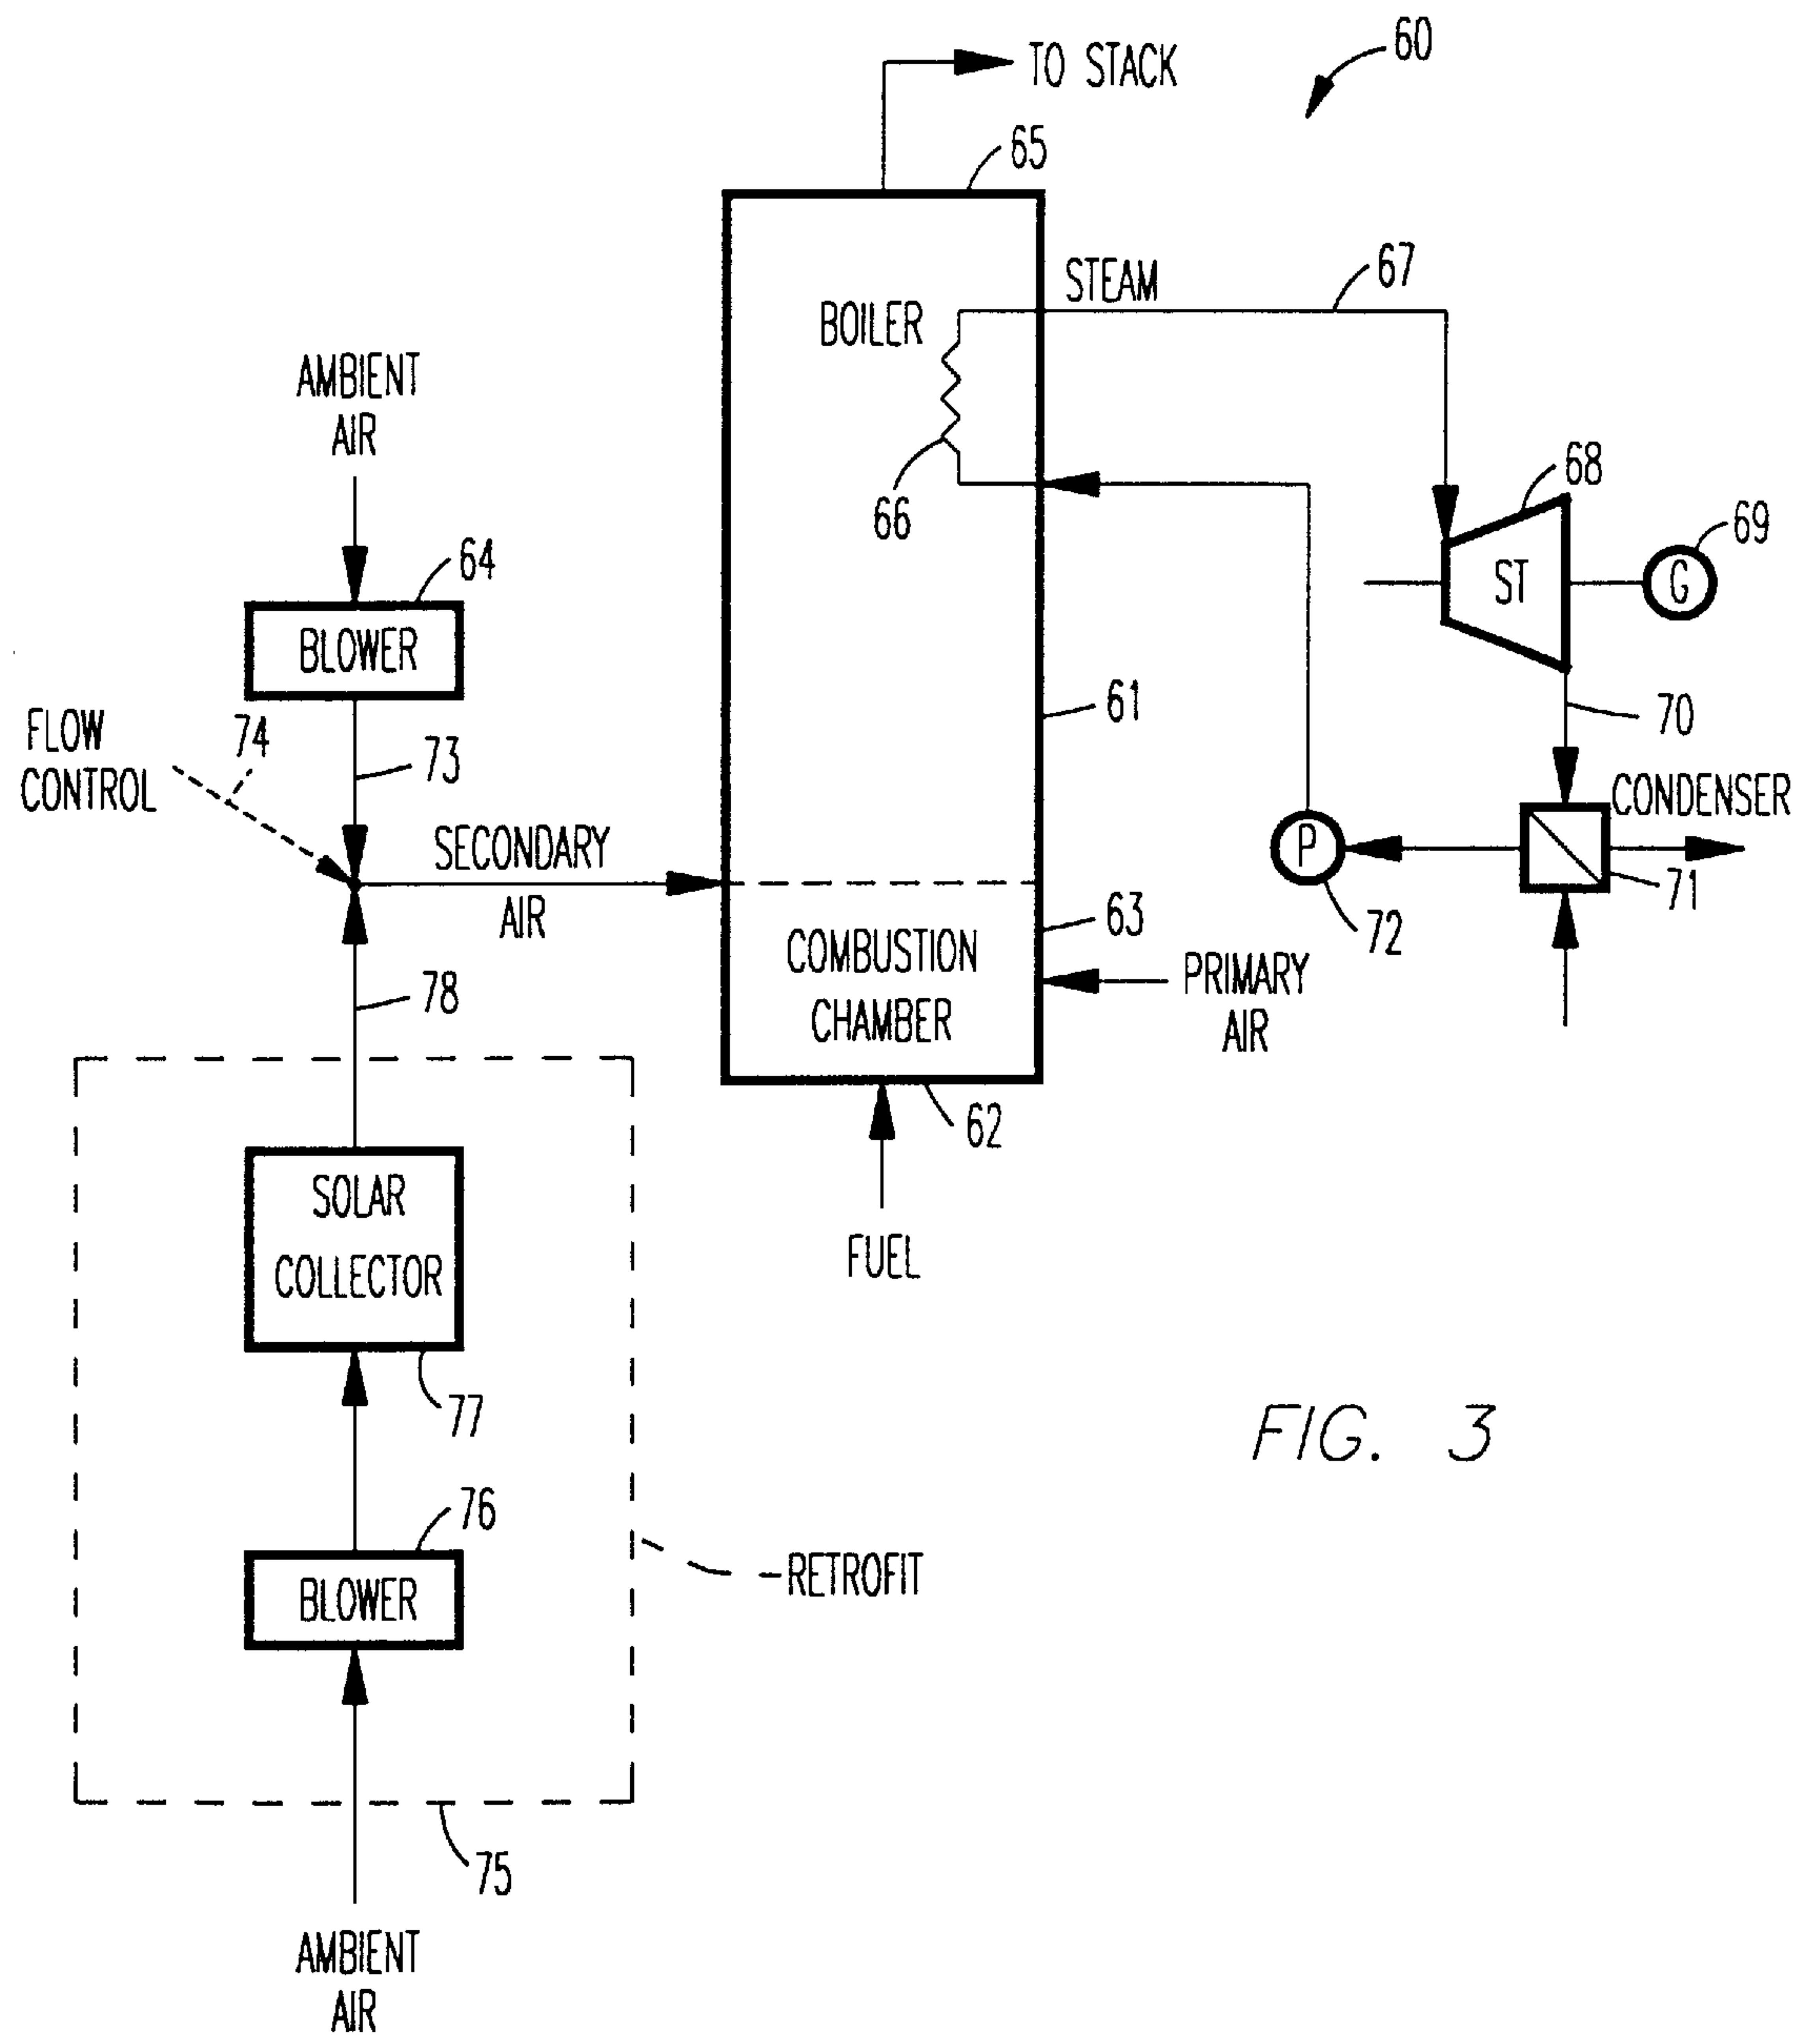 60
TO STACK
65
STEAM
67
BOILER
AMBIENT
AIR
66
68
69
ST
G
64
BLOWER
61
70
FLOW
CONTROL
74
73
CONDENSER
P
71
72
SECONDARY
AIR
63
COMBUSTION
CHAMBER
PRIMARY
AIR
78
62
FUEL
SOLAR
COLLECTOR
77
FIG. 3
76
BLOWER
RETROFIT
75
AMBIENT
AIR